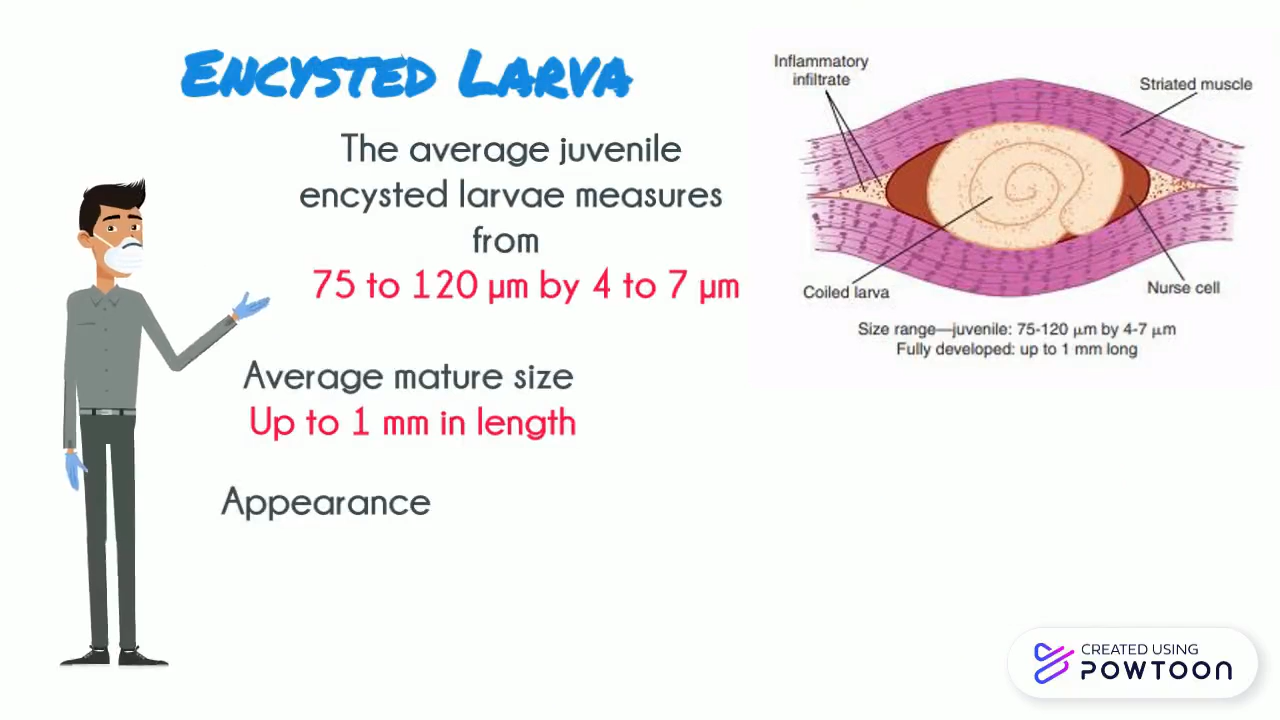 ENCYSTED LARVA
The average juvenile
encysted larvae measures
from
75 to 120 µm by 4 to 7 µm
Average mature size
Up to 1 mm in length
Appearance
Inflammatory
infiltrate
Striated muscle
Coiled larva
Nurse cell
Size range—juvenile: 75-120 µm by 4-7 µm
Fully developed: up to 1 mm long
CREATED USING
POWTOON